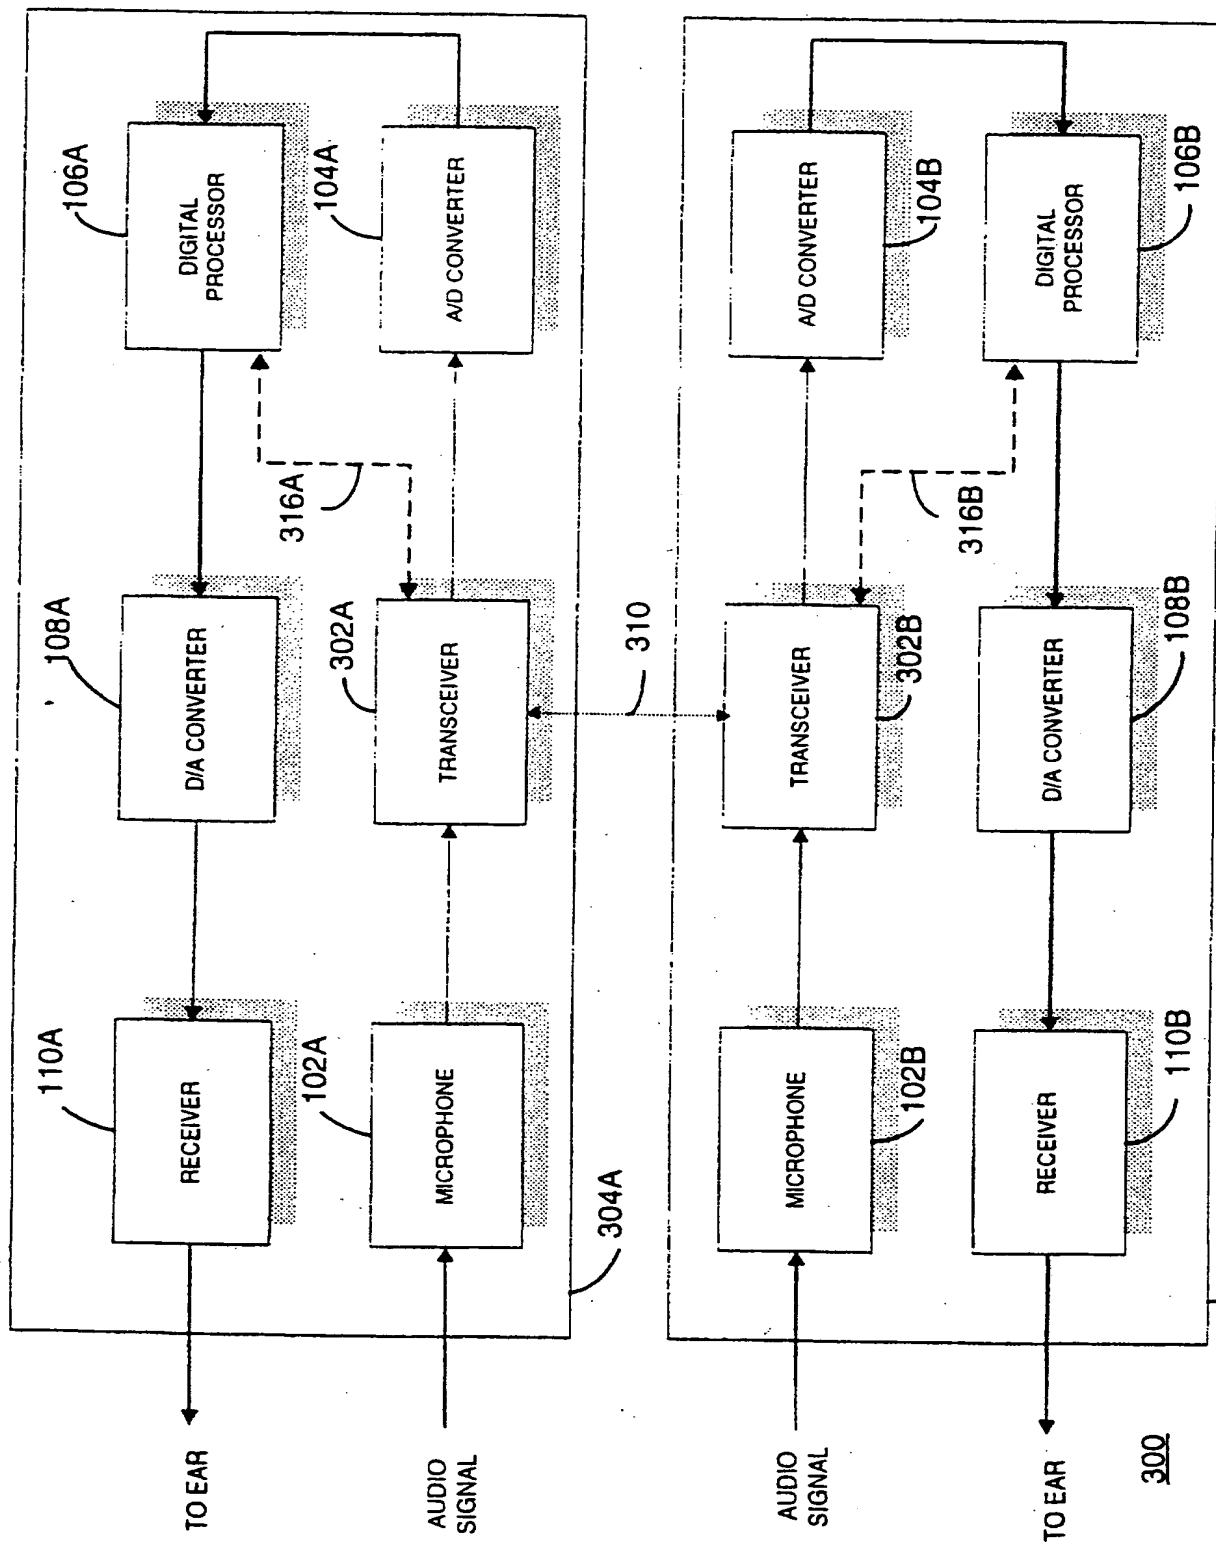 110A
108A
106A
TO EAR
RECEIVER
D/A CONVERTER
DIGITAL
PROCESSOR
316A
102A
302A
104A
AUDIO
SIGNAL
MICROPHONE
TRANSCEIVER
A/D CONVERTER
304A
310
AUDIO
SIGNAL
MICROPHONE
TRANSCEIVER
A/D CONVERTER
102B
302B
104B
316B
TO EAR
RECEIVER
D/A CONVERTER
DIGITAL
PROCESSOR
110B
108B
106B
300